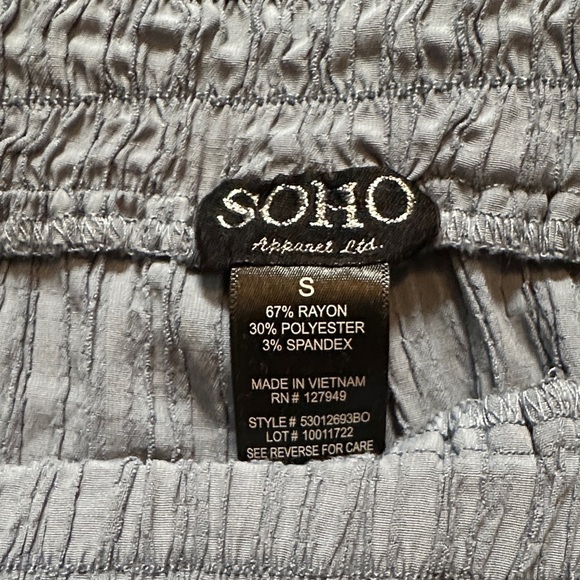 SOHO
Apparel Ltd.
S
67% RAYON
30% POLYESTER
3% SPANDEX
MADE IN VIETNAM
RN# 127949
STYLE# 53012693BO
LOT# 10011722
SEE REVERSE FOR CARE